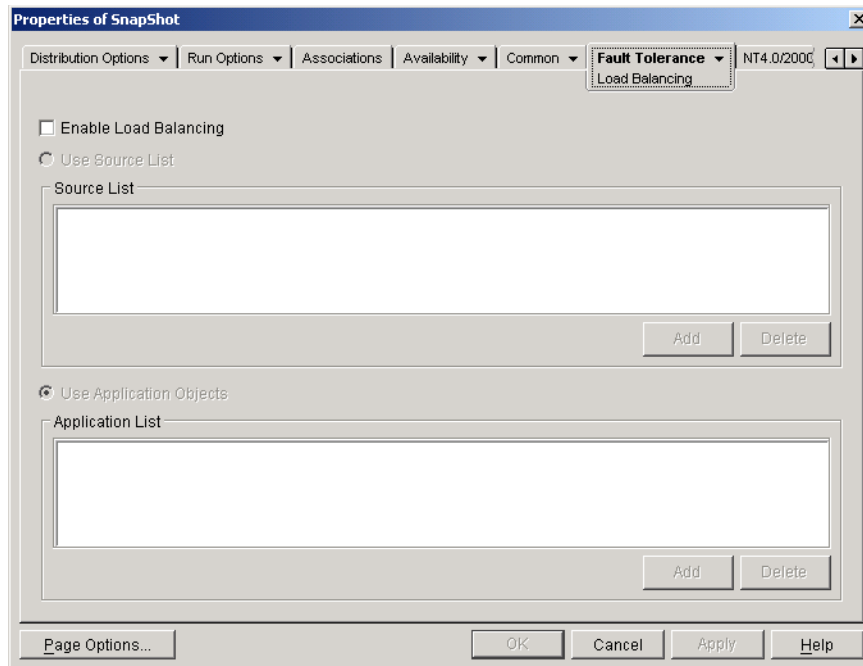 Properties of SnapShot
Distribution Options Run Options Associations Availability Common Fault Tolerance NT4.0/2000
Load Balancing
Enable Load Balancing
Use Source List
Source List
Add Delete
Use Application Objects
Application List
Add Delete
Page Options... OK Cancel Apply Help